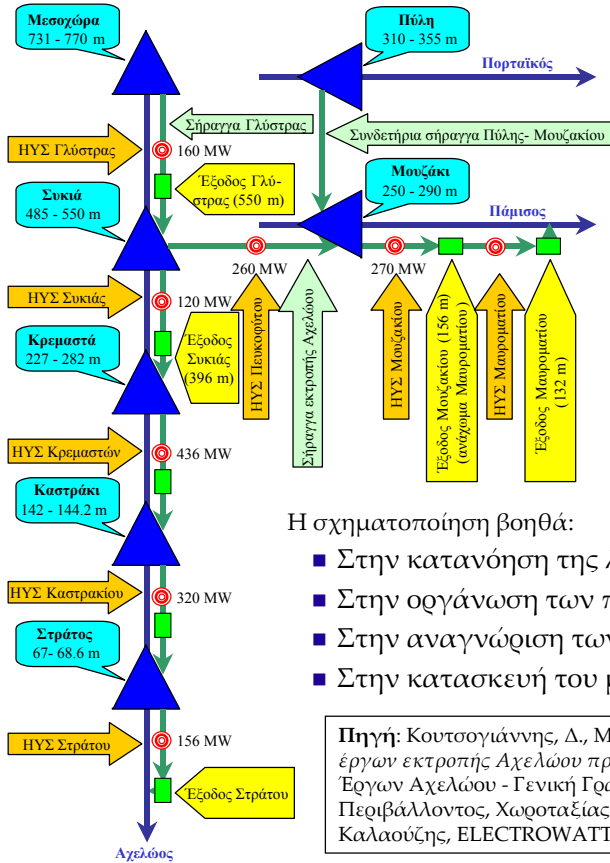 Μεσοχώρα
731 - 770 m
Πύλη
310 - 355 m
Πορταϊκός
Σήραγγα Γλύστρας
Συνδετήρια σήραγγα Πύλης- Μουζακίου
ΗΥΣ Γλύστρας
160 MW
Έξοδος Γλύ-
στρας (550 m)
Μουζάκι
250 - 290 m
Συκιά
485 - 550 m
Πάμισος
260 MW
270 MW
ΗΥΣ Συκιάς
120 MW
Έξοδος
Συκιάς
(396 m)
ΗΥΣ Πευκοφύτου
Σήραγγα εκτροπής Αχελώου
ΗΥΣ Μουζακίου
Έξοδος Μουζακίου (156 m)
(ανάχωμα Μαυροματίου)
ΗΥΣ Μαυροματίου
Έξοδος Μαυροματίου
(132 m)
Κρεμαστά
227 - 282 m
ΗΥΣ Κρεμαστών
436 MW
Καστράκι
142 - 144.2 m
ΗΥΣ Καστρακίου
320 MW
Στράτος
67- 68.6 m
ΗΥΣ Στράτου
156 MW
Έξοδος Στράτου
Αχελώος
Η σχηματοποίηση βοηθά:
Στην κατανόηση της
Στην οργάνωση των
Στην αναγνώριση των
Στην κατασκευή του
Πηγή: Κουτσογιάννης, Δ.,
έργων εκτροπής Αχελώου
Έργων Αχελώου - Γενική
Περιβάλλοντος, Χωροταξίας
Καλαούζης, ELECTROWATT